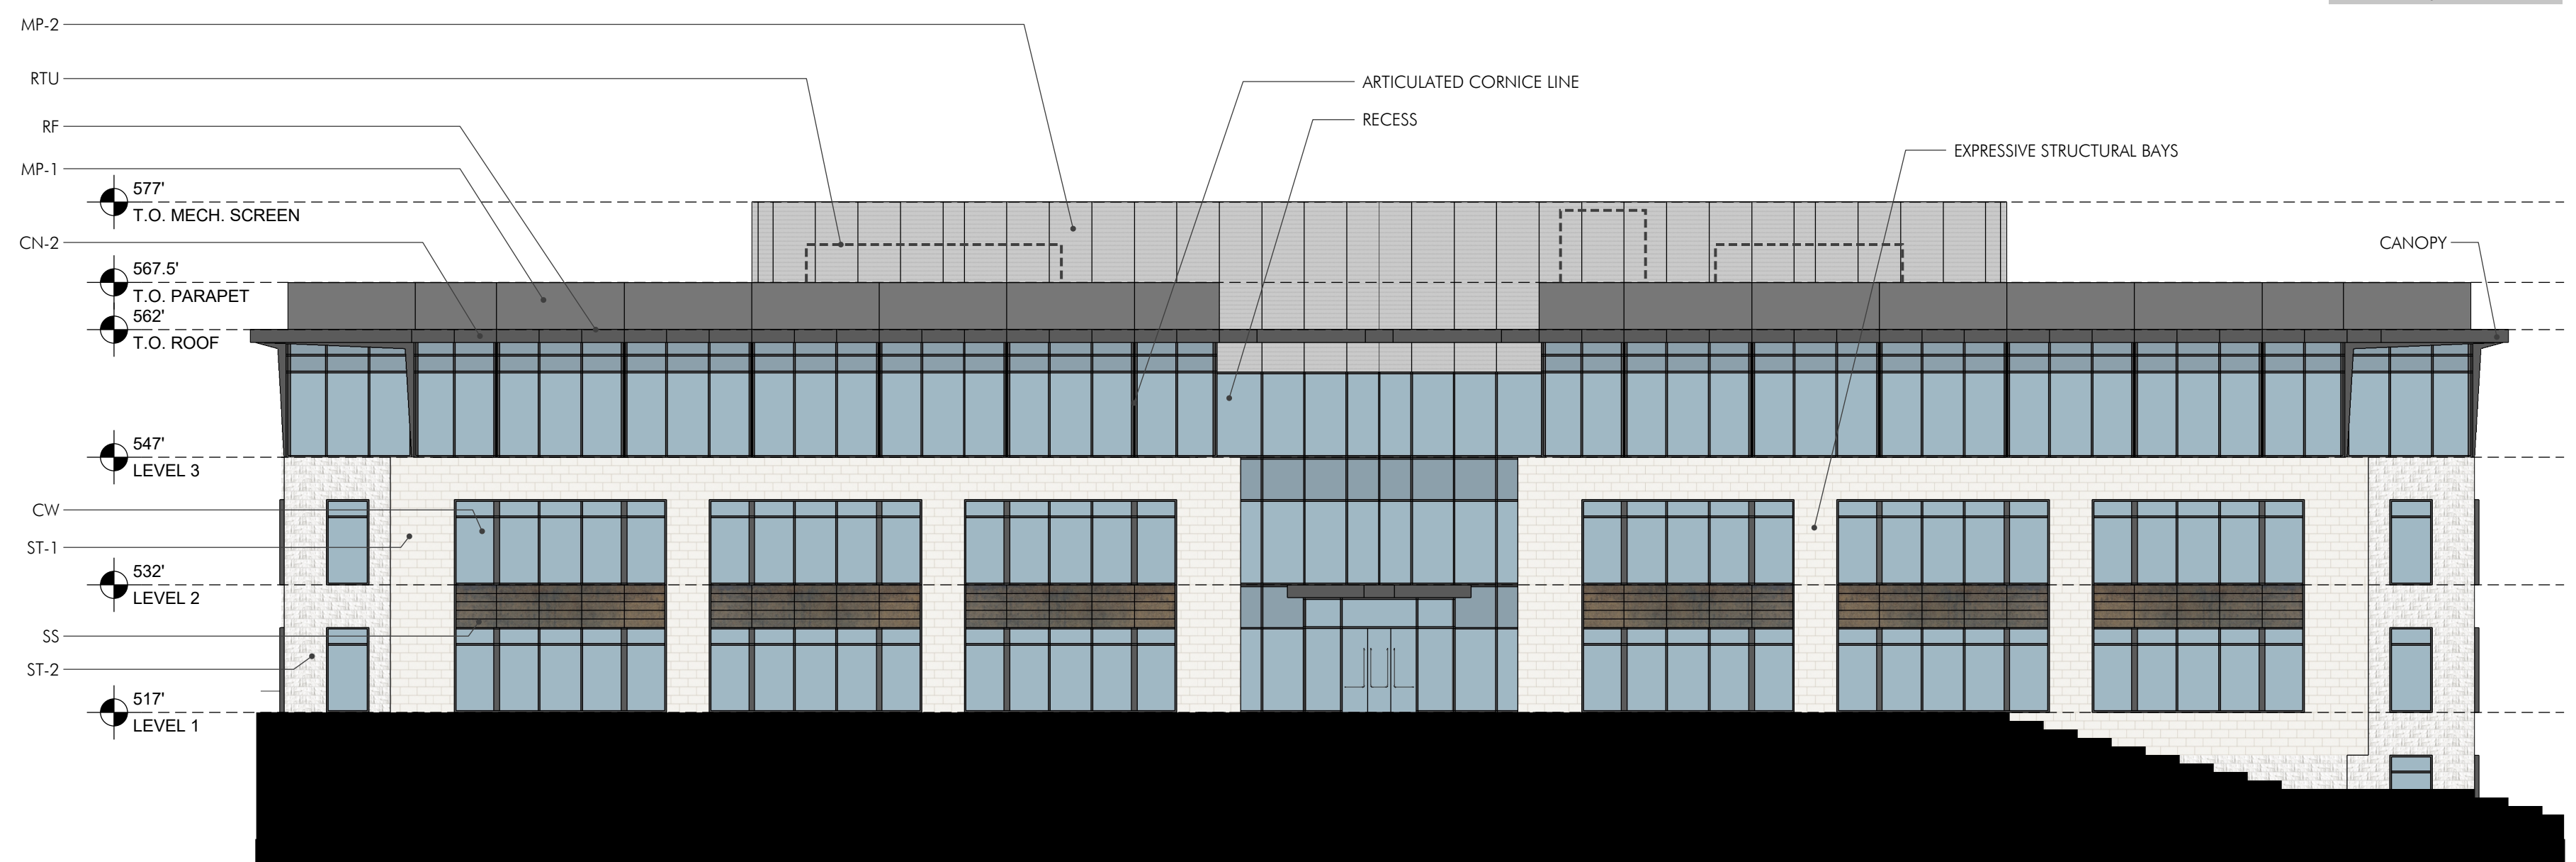 MP-2
RTU
ARTICULATED CORNICE LINE
RF
RECESS
EXPRESSIVE STRUCTURAL BAYS
MP-1
577'
T.O. MECH. SCREEN
CN-2
CANOPY
567.5'
T.O. PARAPET
562'
T.O. ROOF
547'
LEVEL 3
CW
ST-1
532'
LEVEL 2
SS
ST-2
517'
LEVEL 1